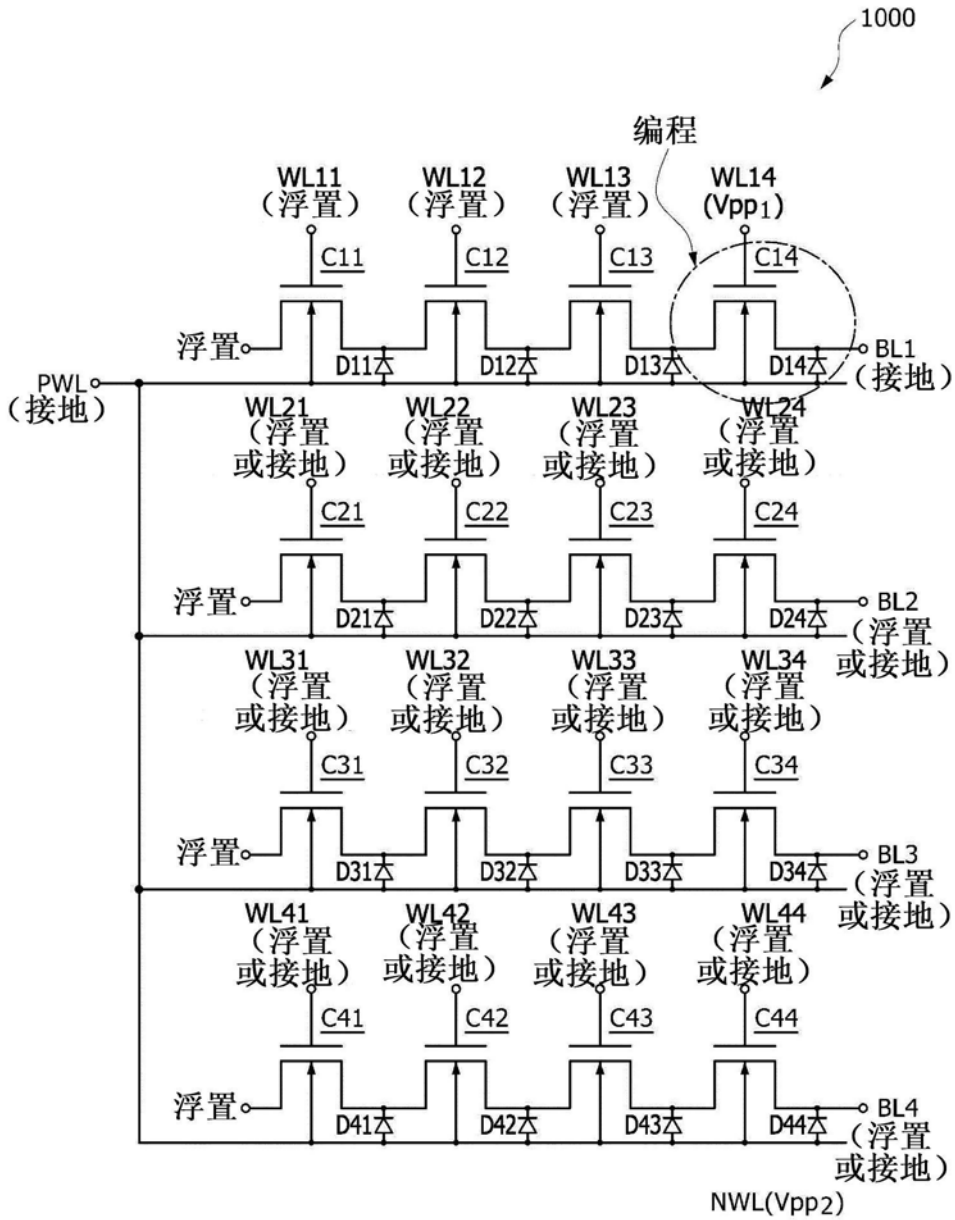 1000
编程
WL11 WL12 WL13 WL14
(浮置) (浮置) (浮置) (Vpp1)
C11 C12 C13 C14
浮置 D11 D12 D13 D14 BL1
(接地)
PWL
(接地)
WL21 WL22 WL23 WL24
(浮置 (浮置 (浮置 (浮置
或接地) 或接地) 或接地) 或接地)
C21 C22 C23 C24
浮置 D21 D22 D23 D24 BL2
(浮置
或接地)
WL31 WL32 WL33 WL34
(浮置 (浮置 (浮置 (浮置
或接地) 或接地) 或接地) 或接地)
C31 C32 C33 C34
浮置 D31 D32 D33 D34 BL3
(浮置
或接地)
WL41 WL42 WL43 WL44
(浮置 (浮置 (浮置 (浮置
或接地) 或接地) 或接地) 或接地)
C41 C42 C43 C44
浮置 D41 D42 D43 D44 BL4
(浮置
或接地)
NWL(Vpp2)